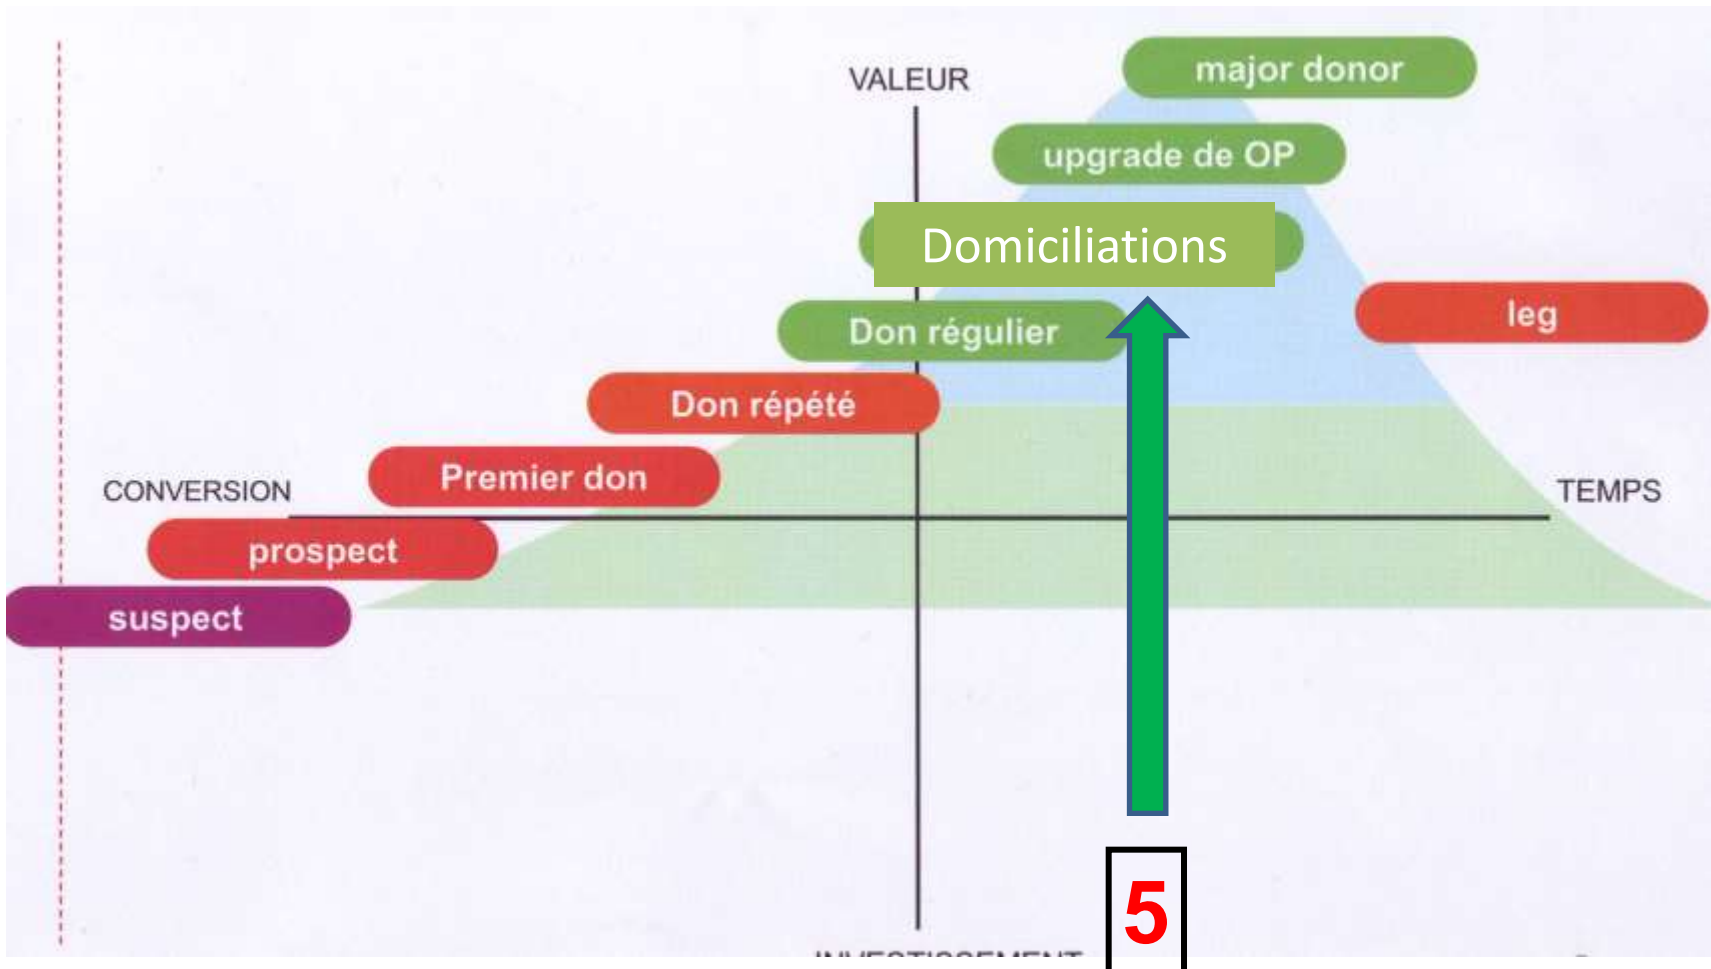 major donor
VALEUR
upgrade de OP
Domiciliations
leg
Don régulier
Don répété
Premier don
CONVERSION
TEMPS
prospect
suspect
5
INVESTISSEMENT